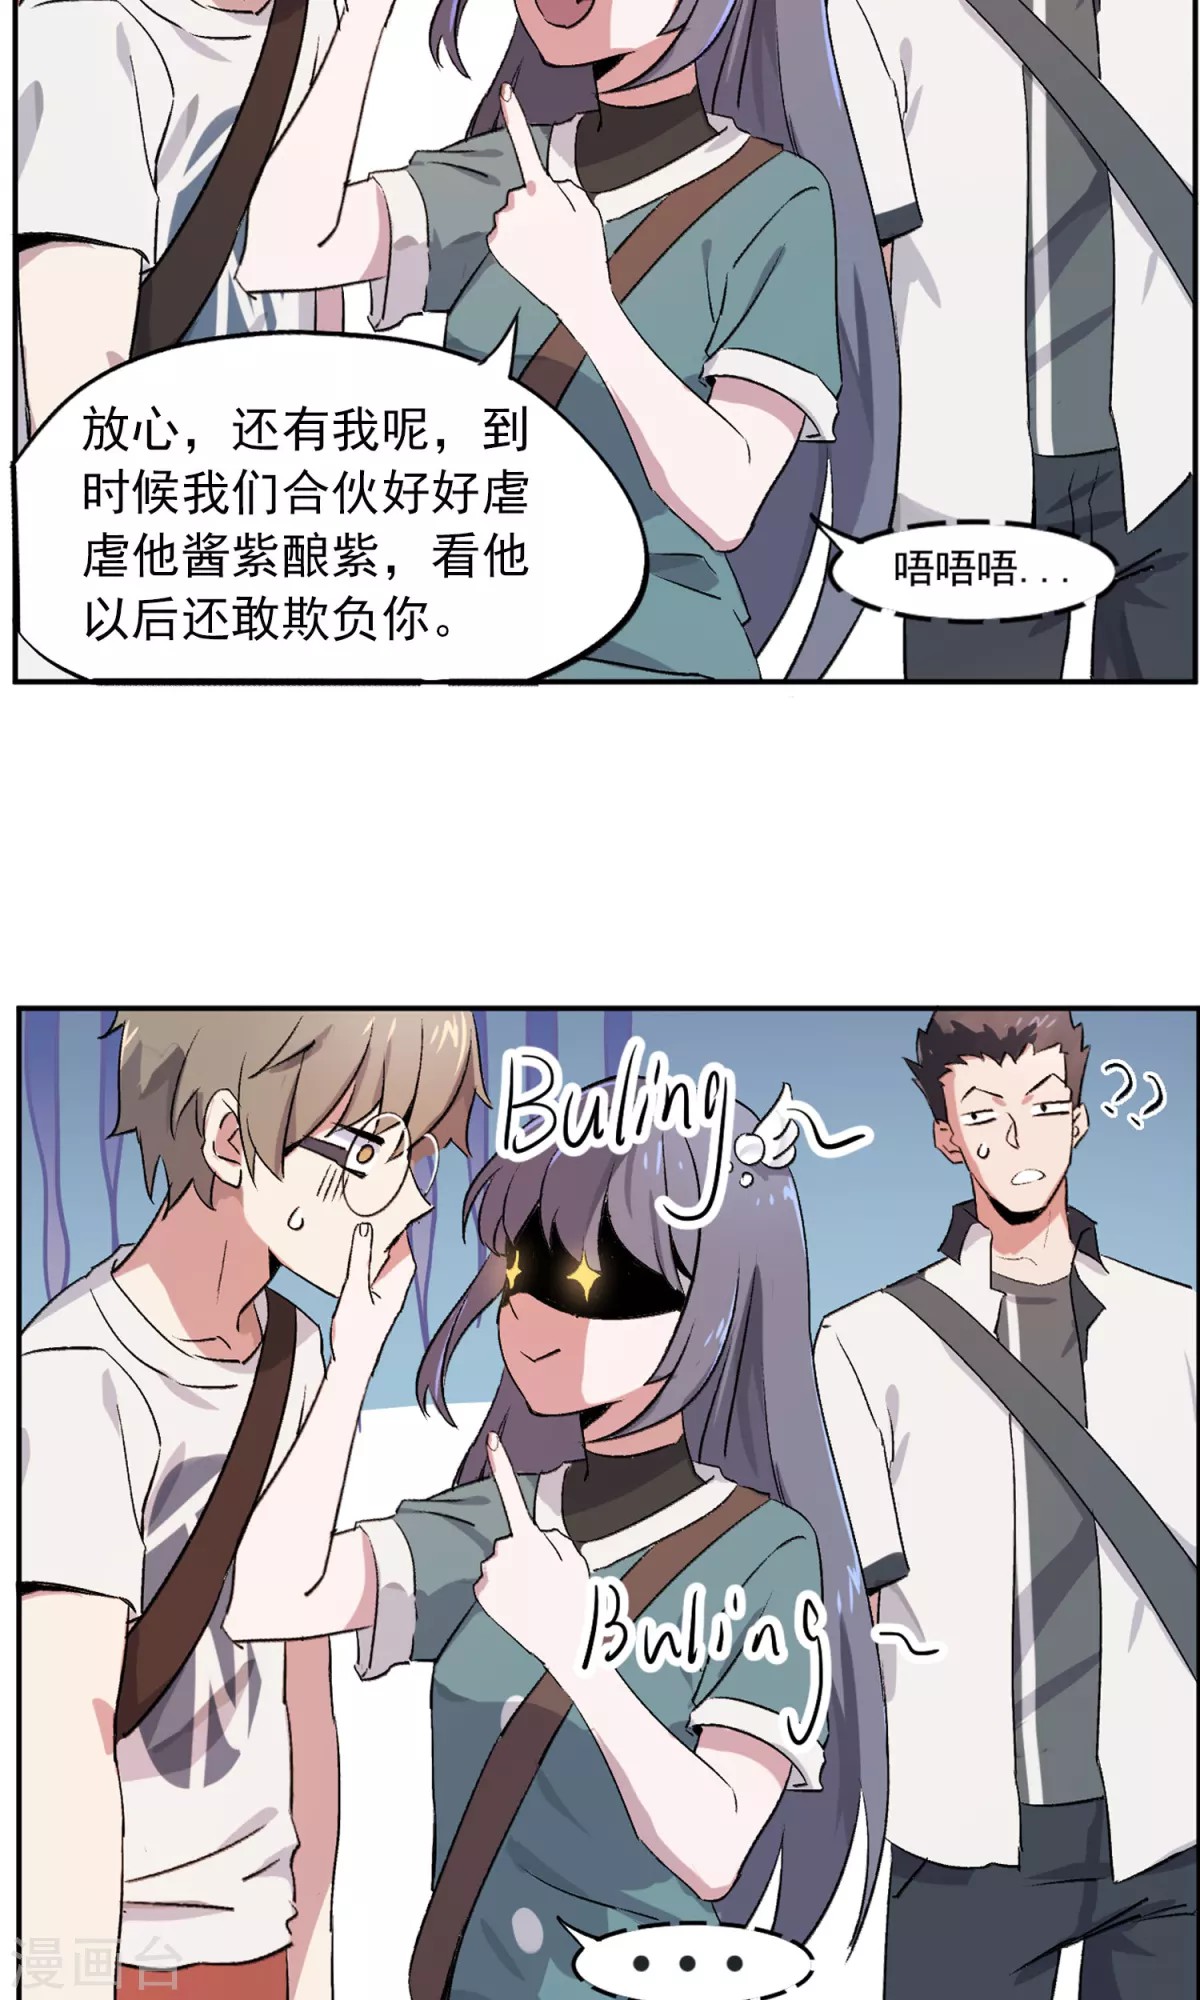 放心，还有我呢，到
时候我们合伙好好虐
虐他酱紫酿紫，看他
以后还敢欺负你。
唔唔唔...
Buling～
??
Buling～
•••
漫画台